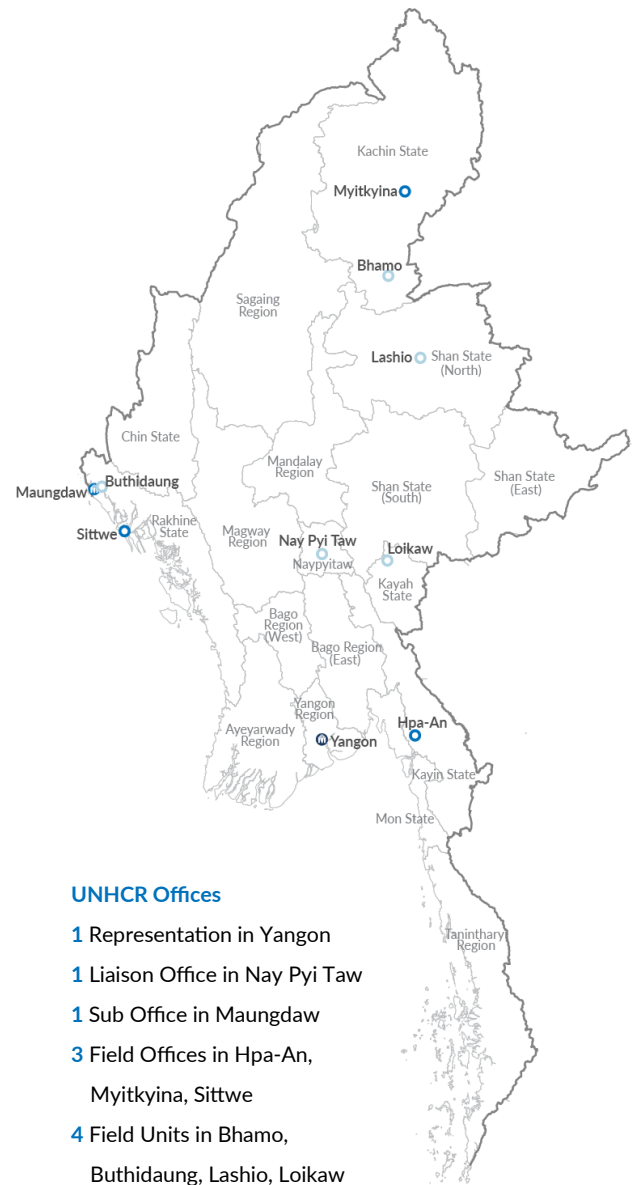 Kachin State
Myitkyina
Bhamo
Sagaing
Region
Lashio
Shan State
(North)
Chin State
Mandalay
Region
Shan State
(South)
Shan State
(East)
Buthidaung
Maungdaw
Sittwe
Rakhine
State
Magway
Region
Nay Pyi Taw
Naypyitaw
Loikaw
Kayah
State
Bago
Region
(West)
Bago Region
(East)
Yangon
Region
Ayeyarwady
Region
Yangon
Hpa-An
Kayin State
Mon State
Taninthary
Region
UNHCR Offices
1 Representation in Yangon
1 Liaison Office in Nay Pyi Taw
1 Sub Office in Maungdaw
3 Field Offices in Hpa-An,
Myitkyina, Sittwe
4 Field Units in Bhamo,
Buthidaung, Lashio, Loikaw